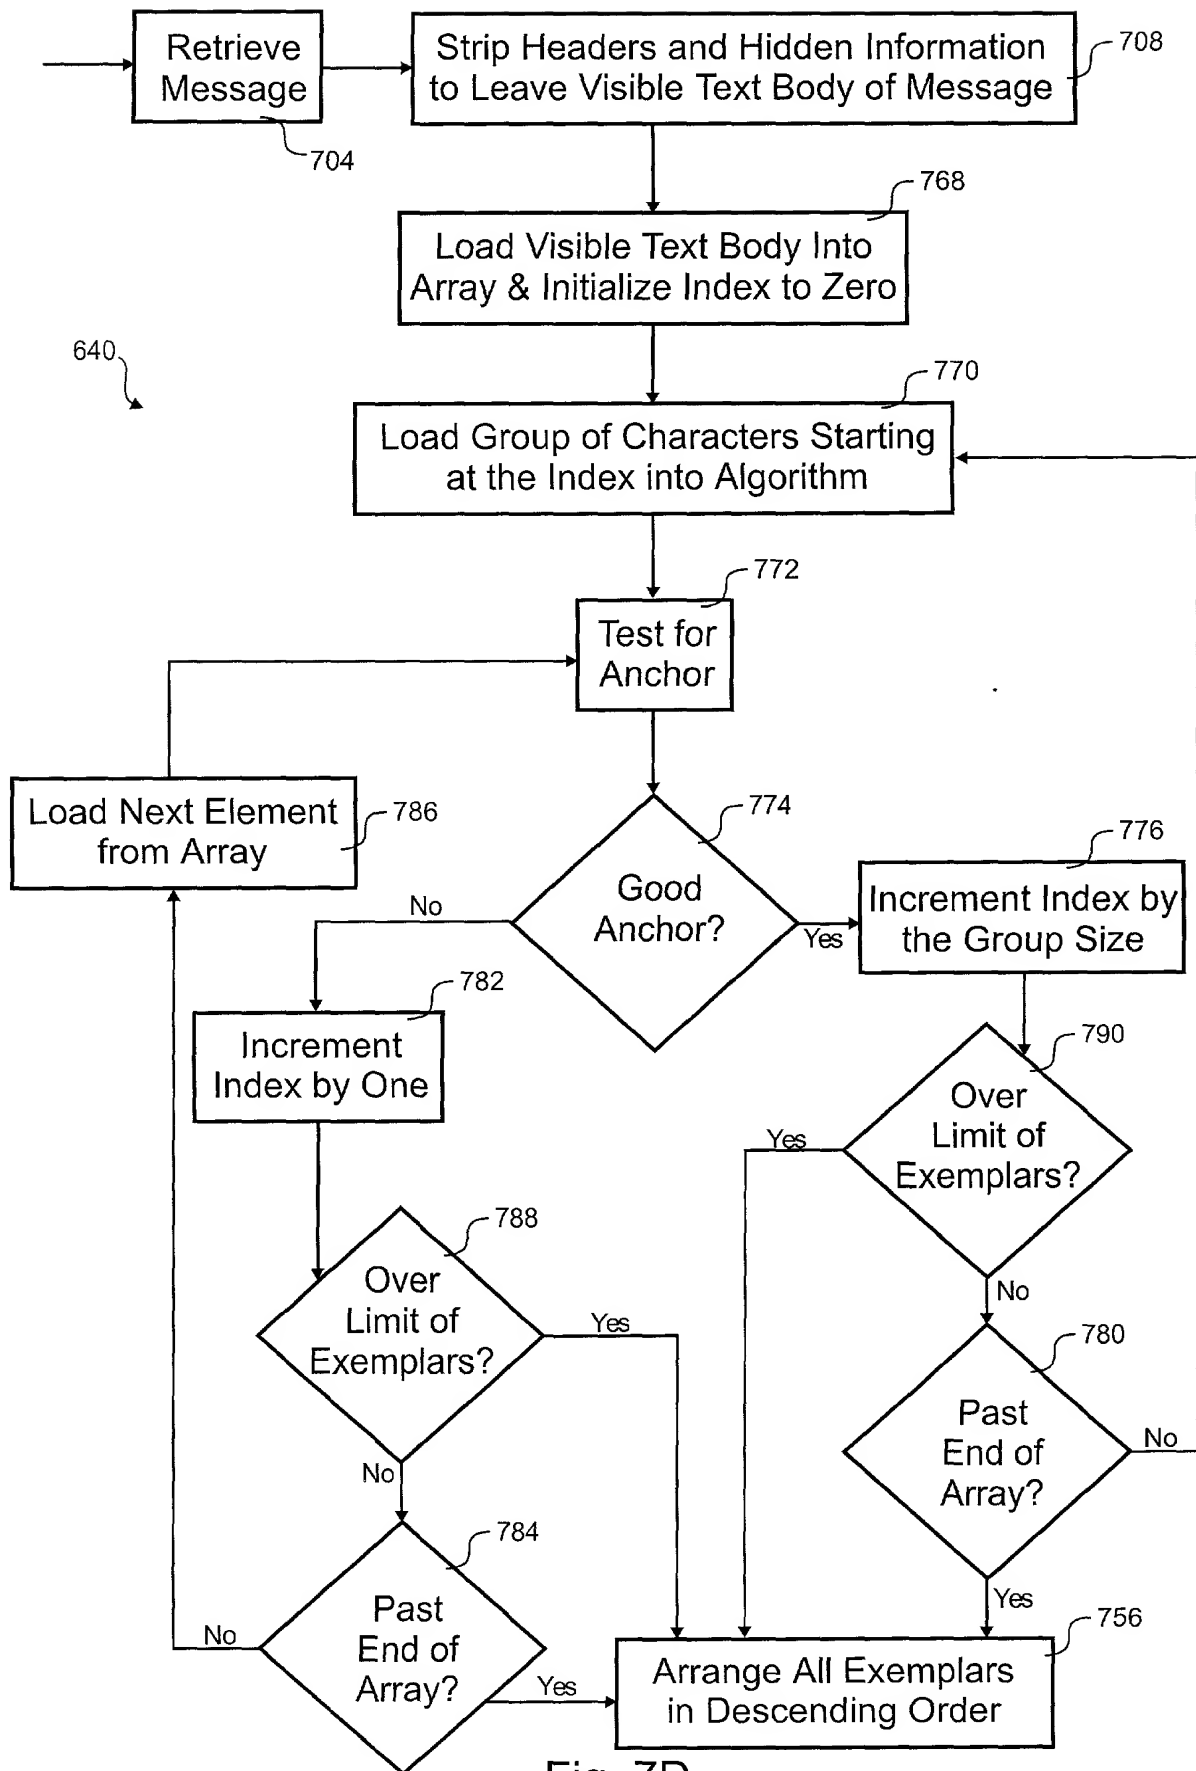 Retrieve
Message
704
Strip Headers and Hidden Information
to Leave Visible Text Body of Message
708
768
Load Visible Text Body Into
Array & Initialize Index to Zero
640
770
Load Group of Characters Starting
at the Index into Algorithm
772
Test for
Anchor
Load Next Element
from Array
786
774
Good
Anchor?
No
Yes
776
Increment Index by
the Group Size
782
Increment
Index by One
790
Over
Limit of
Exemplars?
Yes
No
788
Over
Limit of
Exemplars?
Yes
No
780
Past
End of
Array?
No
Yes
784
Past
End of
Array?
No
Yes
756
Arrange All Exemplars
in Descending Order